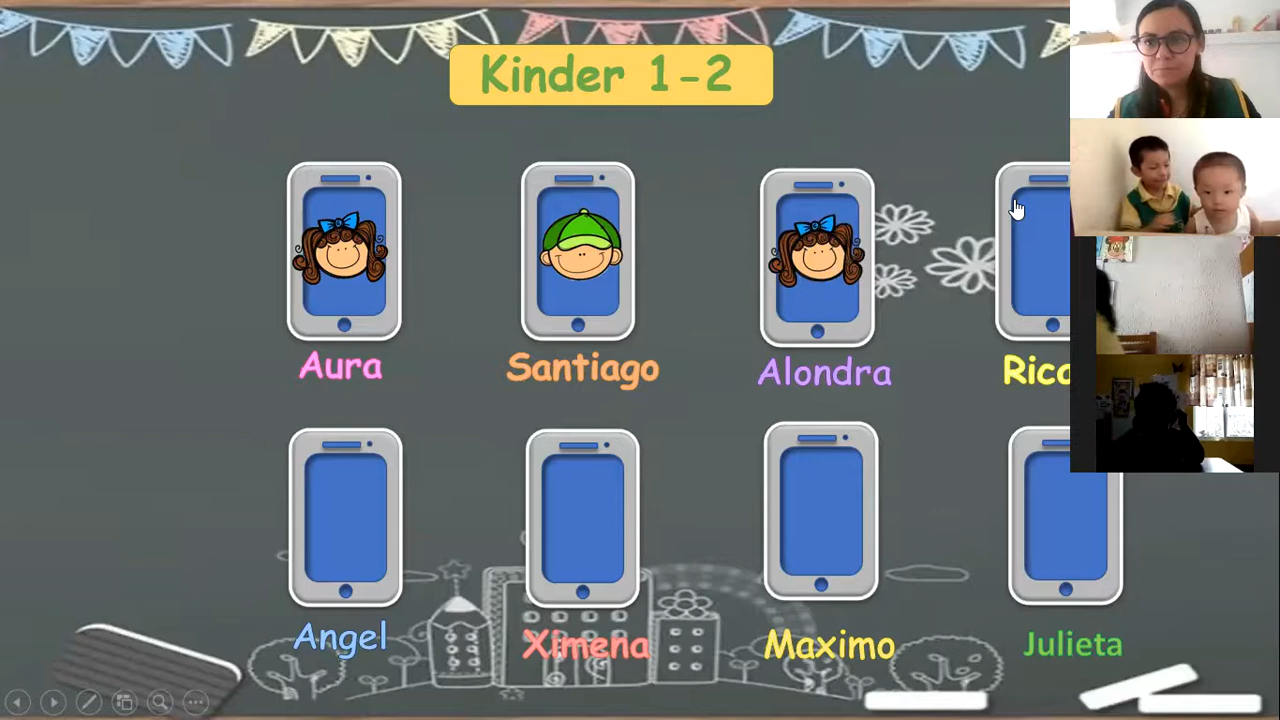 Kinder 1-2
Aura
Santiago
Alondra
Angel
Ximena
Maximo
Julieta